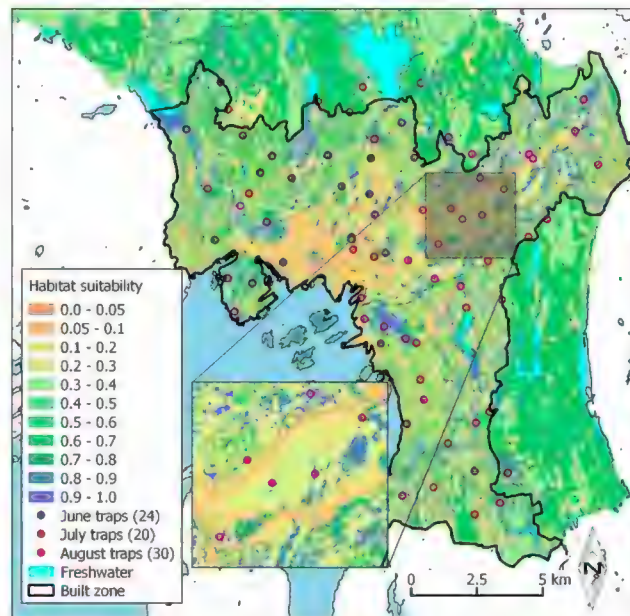 Habitat suitability
0.0 - 0.05
0.05 - 0.1
0.1 - 0.2
0.2 - 0.3
0.3 - 0.4
0.4 - 0.5
0.5 - 0.6
0.6 - 0.7
0.7 - 0.8
0.8 - 0.9
0.9 - 1.0
June traps (24)
July traps (20)
August traps (30)
Freshwater
Built zone
0 2.5 5 km
N